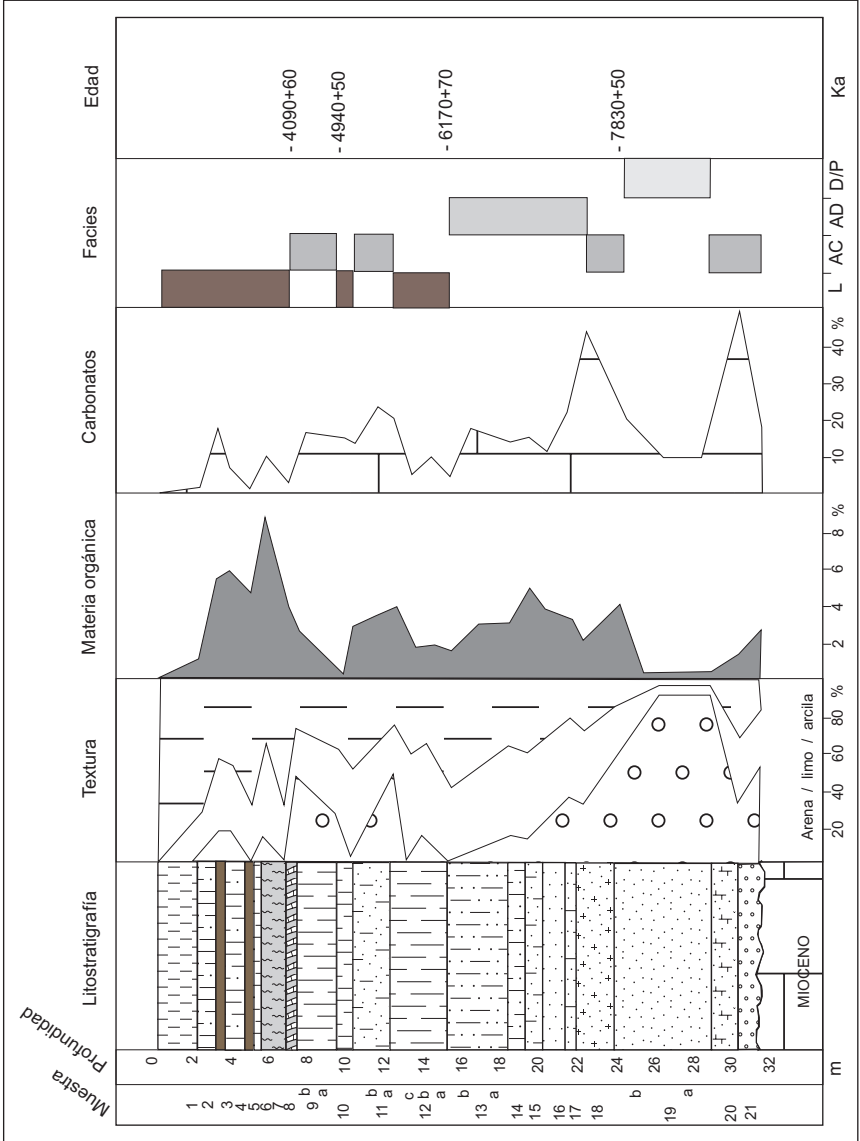 Edad
- 4090+60
- 4940+50
- 6170+70
- 7830+50
Ka
Facies
L
AC
AD
D/P
Carbonatos
10
20
30
40
%
Materia orgánica
2
4
6
8
%
Textura
20
40
60
80
%
Arena / limo / arcilla
Litostratigrafía
MIOCENO
Profundidad
0
2
4
6
8
10
12
14
16
18
20
22
24
26
28
30
32
m
Muestra
1
2
3
4
5
6
7
8
9 b a
10
11 b a
12 c b a
13 b a
14
15
16
17
18
19 b a
20
21